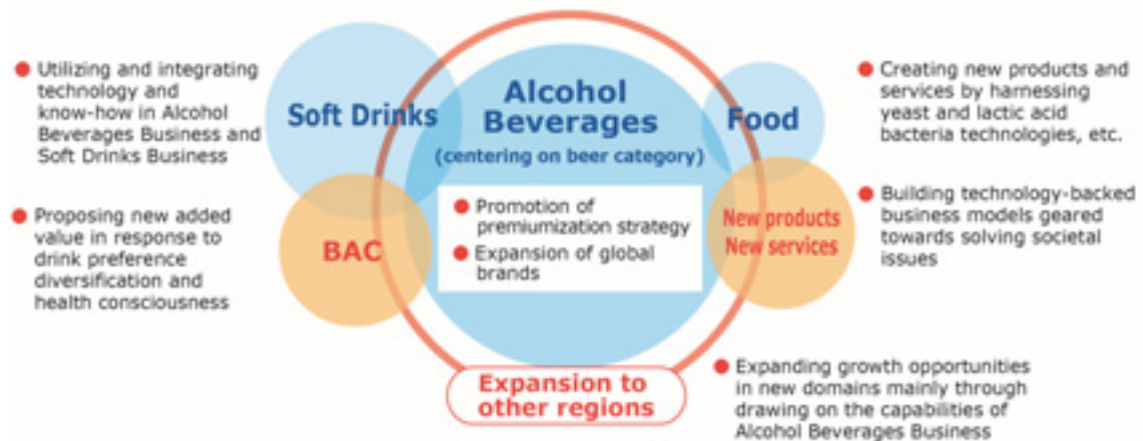 ● Utilizing and integrating
technology and
know-how in Alcohol
Beverages Business and
Soft Drinks Business
● Proposing new added
value in response to
drink preference
diversification and
health consciousness
Soft Drinks
BAC
Alcohol
Beverages
(centering on beer category)
● Promotion of
premiumization strategy
● Expansion of global
brands
Food
New products
New services
Expansion to
other regions
● Creating new products and
services by harnessing
yeast and lactic acid
bacteria technologies, etc.
● Building technology-backed
business models geared
towards solving societal
issues
● Expanding growth opportunities
in new domains mainly through
drawing on the capabilities of
Alcohol Beverages Business